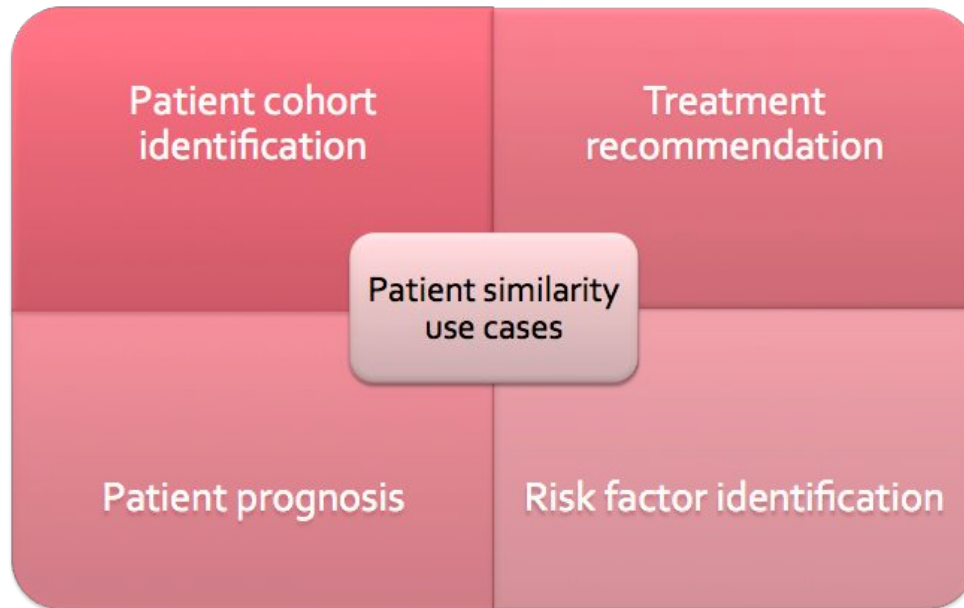 Patient cohort
identification
Treatment
recommendation
Patient similarity
use cases
Patient prognosis
Risk factor identification